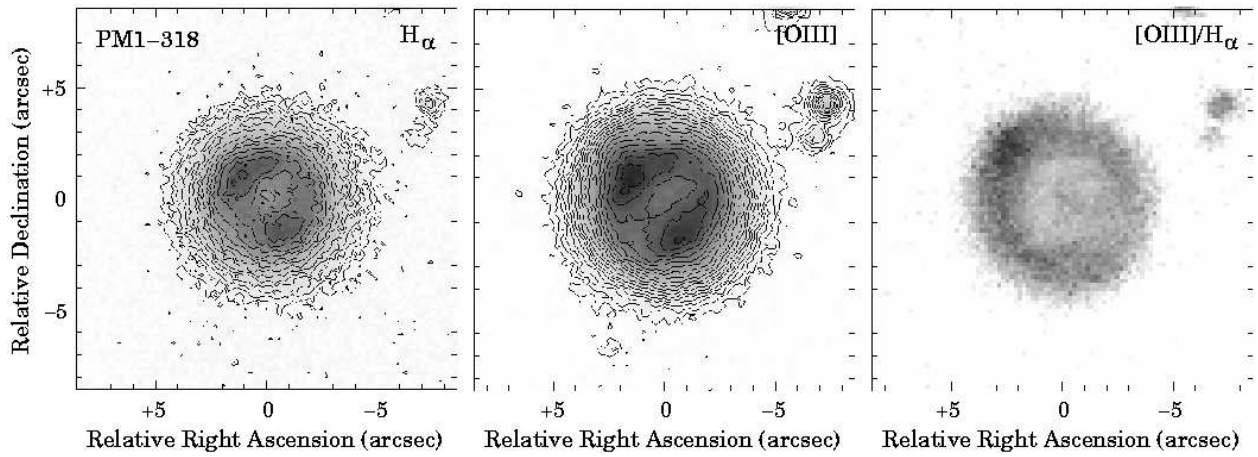 PM1–318
Hα
[OIII]
[OIII]/Hα
Relative Declination (arcsec)
+5
0
−5
+5
0
−5
+5
0
−5
+5
0
−5
Relative Right Ascension (arcsec)
Relative Right Ascension (arcsec)
Relative Right Ascension (arcsec)